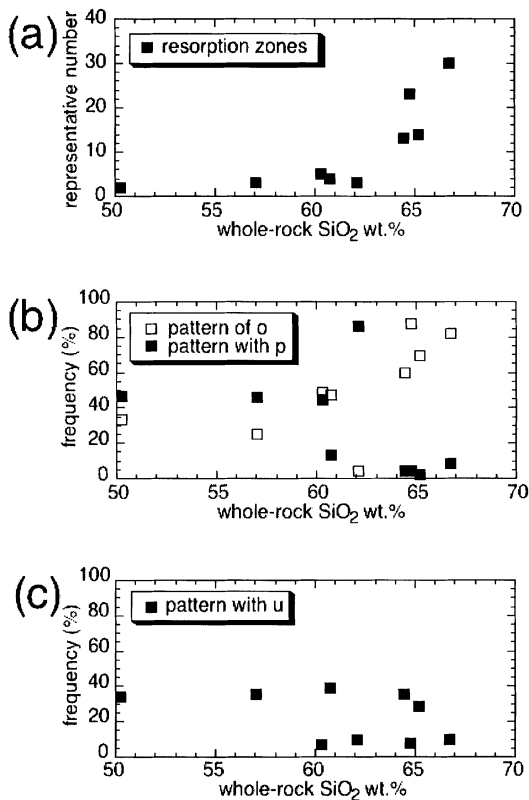 (a)
resorption zones
representative number
40
30
20
10
0
50 55 60 65 70
whole-rock SiO2 wt.%
(b)
pattern of o
pattern with p
frequency (%)
100
80
60
40
20
0
50 55 60 65 70
whole-rock SiO2 wt.%
(c)
pattern with u
frequency (%)
100
80
60
40
20
0
50 55 60 65 70
whole-rock SiO2 wt.%